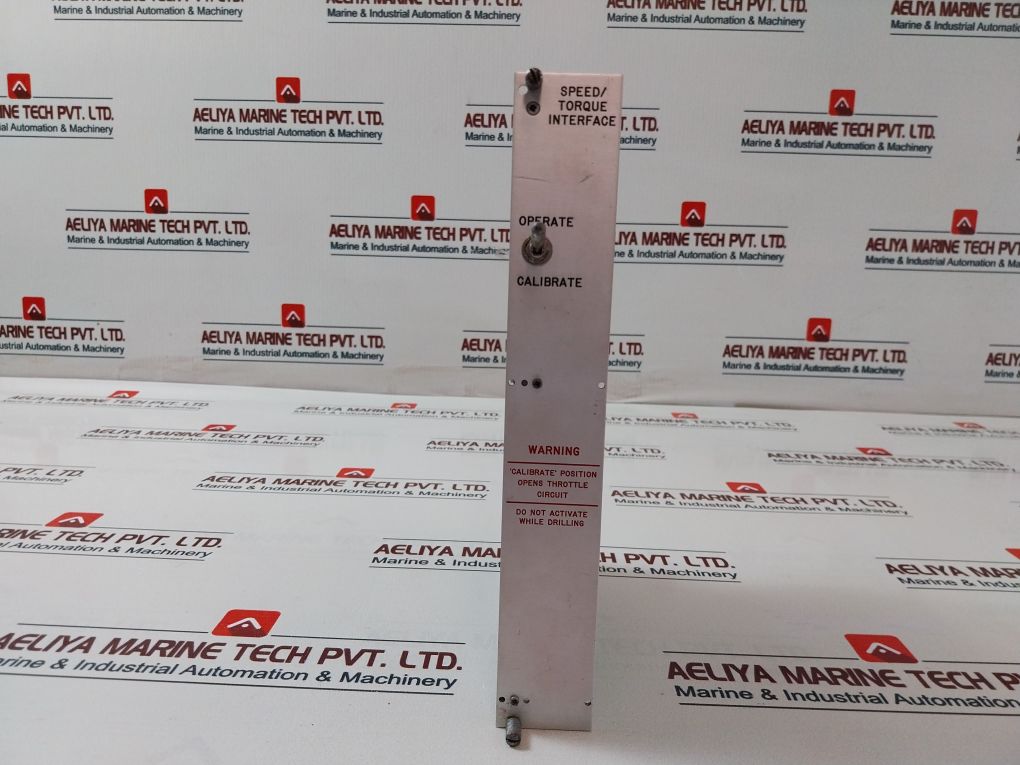 SPEED/
TORQUE
INTERFACE
OPERATE
CALIBRATE
WARNING
'CALIBRATE' POSITION
OPENS THROTTLE
CIRCUIT
DO NOT ACTIVATE
WHILE DRILLING
AELIYA MARINE TECH PVT. LTD.
Marine & Industrial Automation & Machinery